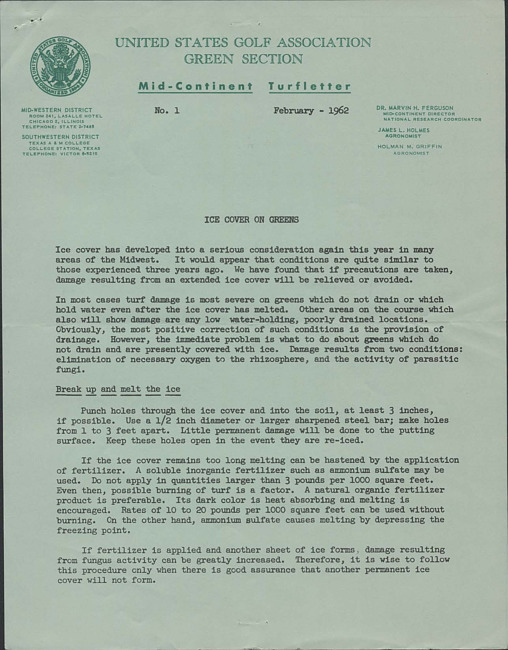 UNITED STATES GOLF ASSOCIATION
GREEN SECTION
Mid-Continent Turfletter
MID-WESTERN DISTRICT
ROOM 241, LASALLE HOTEL
CHICAGO 2, ILLINOIS
TELEPHONE: STATE
SOUTHWESTERN DISTRICT
TEXAS A & M COLLEGE
COLLEGE STATION, TEXAS
TELEPHONE: VICTOR
No. 1
February - 1962
DR. MARVIN H. FERGUSON
MID-CONTINENT DIRECTOR
NATIONAL RESEARCH COORDINATOR
JAMES L. HOLMES
AGRONOMIST
HOLMAN M. GRIFFIN
AGRONOMIST
ICE COVER ON GREENS
Ice cover has developed into a serious consideration again this year in many
areas of the Midwest. It would appear that conditions are quite similar to
those experienced three years ago. We have found that if precautions are taken,
damage resulting from an extended ice cover will be relieved or avoided.
In most cases turf damage is most severe on greens which do not drain or which
hold water even after the ice cover has melted. Other areas on the course which
also will show damage are any low water-holding, poorly drained locations.
Obviously, the most positive correction of such conditions is the provision of
drainage. However, the immediate problem is what to do about greens which do
not drain and are presently covered with ice. Damage results from two conditions:
elimination of necessary oxygen to the rhizosphere, and the activity of parasitic
fungi.
Break up and melt the ice
Punch holes through the ice cover and into the soil, at least 3 inches,
if possible. Use a 1/2 inch diameter or larger sharpened steel bar; make holes
from 1 to 3 feet apart. Little permanent damage will be done to the putting
surface. Keep these holes open in the event they are re-iced.
If the ice cover remains too long melting can be hastened by the application
of fertilizer. A soluble inorganic fertilizer such as ammonium sulfate may be
used. Do not apply in quantities larger than 3 pounds per 1000 square feet.
Even then, possible burning of turf is a factor. A natural organic fertilizer
product is preferable. Its dark color is heat absorbing and melting is
encouraged. Rates of 10 to 20 pounds per 1000 square feet can be used without
burning. On the other hand, ammonium sulfate causes melting by depressing the
freezing point.
If fertilizer is applied and another sheet of ice forms, damage resulting
from fungus activity can be greatly increased. Therefore, it is wise to follow
this procedure only when there is good assurance that another permanent ice
cover will not form.